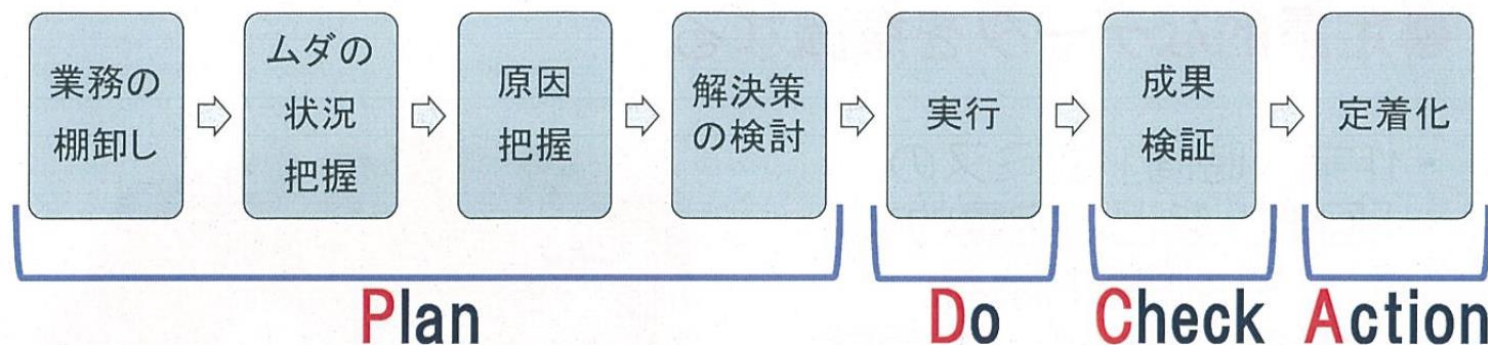 業務の
棚卸し
ムダの
状況
把握
原因
把握
解決策
の検討
実行
成果
検証
定着化
Plan
Do
Check
Action